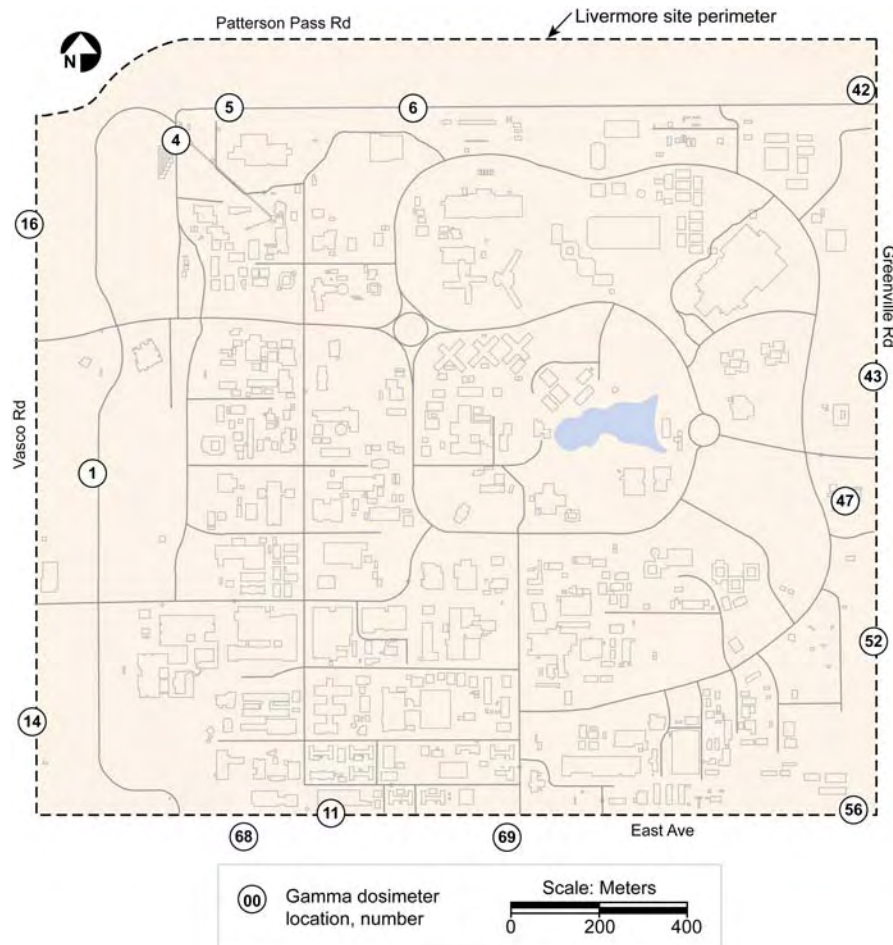 Patterson Pass Rd
Livermore site perimeter
N
42
5
6
4
16
Greenville Rd
43
Vasco Rd
1
47
52
14
11
56
68
69
East Ave
00
Gamma dosimeter
location, number
Scale: Meters
0 200 400